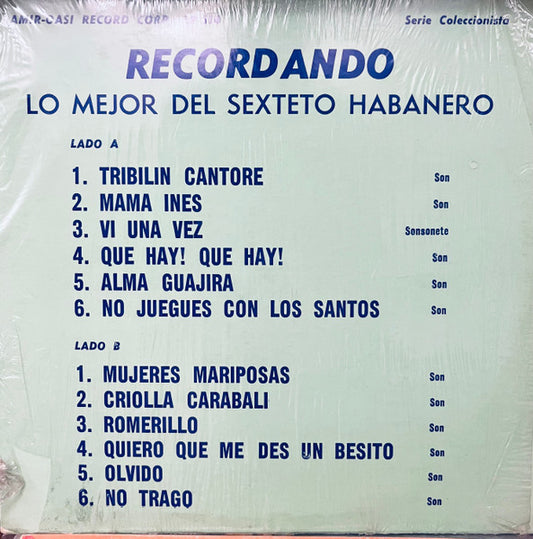 AMIR-CASI RECORD CORP.
Serie Coleccionista
RECORDANDO
LO MEJOR DEL SEXTETO HABANERO
LADO A
1. TRIBILIN CANTORE Son
2. MAMA INES Son
3. VI UNA VEZ Sonsonete
4. QUE HAY! QUE HAY! Son
5. ALMA GUAJIRA Son
6. NO JUEGUES CON LOS SANTOS Son
LADO B
1. MUJERES MARIPOSAS Son
2. CRIOLLA CARABALI Son
3. ROMERILLO Son
4. QUIERO QUE ME DES UN BESITO Son
5. OLVIDO Son
6. NO TRAGO Son